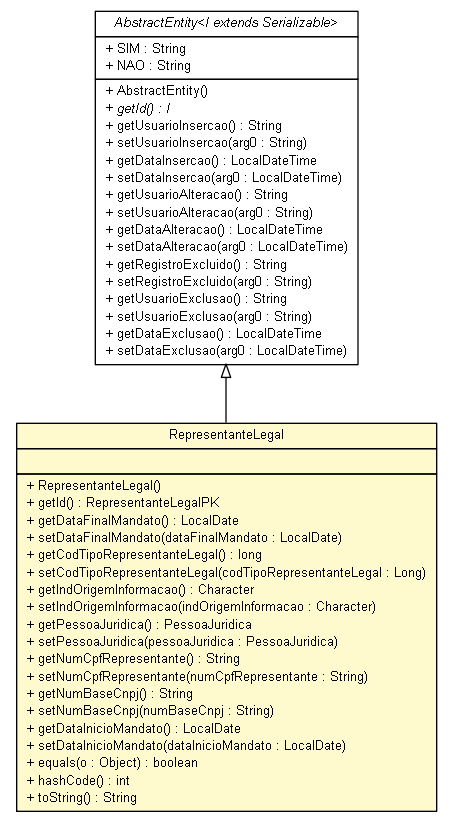 AbstractEntity<I extends Serializable>
+ SIM : String
+ NAO : String
+ AbstractEntity()
+ getId() : I
+ getUsuarioInsercao() : String
+ setUsuarioInsercao(arg0 : String)
+ getDataInsercao() : LocalDateTime
+ setDataInsercao(arg0 : LocalDateTime)
+ getUsuarioAlteracao() : String
+ setUsuarioAlteracao(arg0 : String)
+ getDataAlteracao() : LocalDateTime
+ setDataAlteracao(arg0 : LocalDateTime)
+ getRegistroExcluido() : String
+ setRegistroExcluido(arg0 : String)
+ getUsuarioExclusao() : String
+ setUsuarioExclusao(arg0 : String)
+ getDataExclusao() : LocalDateTime
+ setDataExclusao(arg0 : LocalDateTime)
RepresentanteLegal
+ RepresentanteLegal()
+ getId() : RepresentanteLegalPK
+ getDataFinalMandato() : LocalDate
+ setDataFinalMandato(dataFinalMandato : LocalDate)
+ getCodTipoRepresentanteLegal() : long
+ setCodTipoRepresentanteLegal(codTipoRepresentanteLegal : Long)
+ getIndOrigemInformacao() : Character
+ setIndOrigemInformacao(indOrigemInformacao : Character)
+ getPessoaJuridica() : PessoaJuridica
+ setPessoaJuridica(pessoaJuridica : PessoaJuridica)
+ getNumCpfRepresentante() : String
+ setNumCpfRepresentante(numCpfRepresentante : String)
+ getNumBaseCnpj() : String
+ setNumBaseCnpj(numBaseCnpj : String)
+ getDataInicioMandato() : LocalDate
+ setDataInicioMandato(dataInicioMandato : LocalDate)
+ equals(o : Object) : boolean
+ hashCode() : int
+ toString() : String